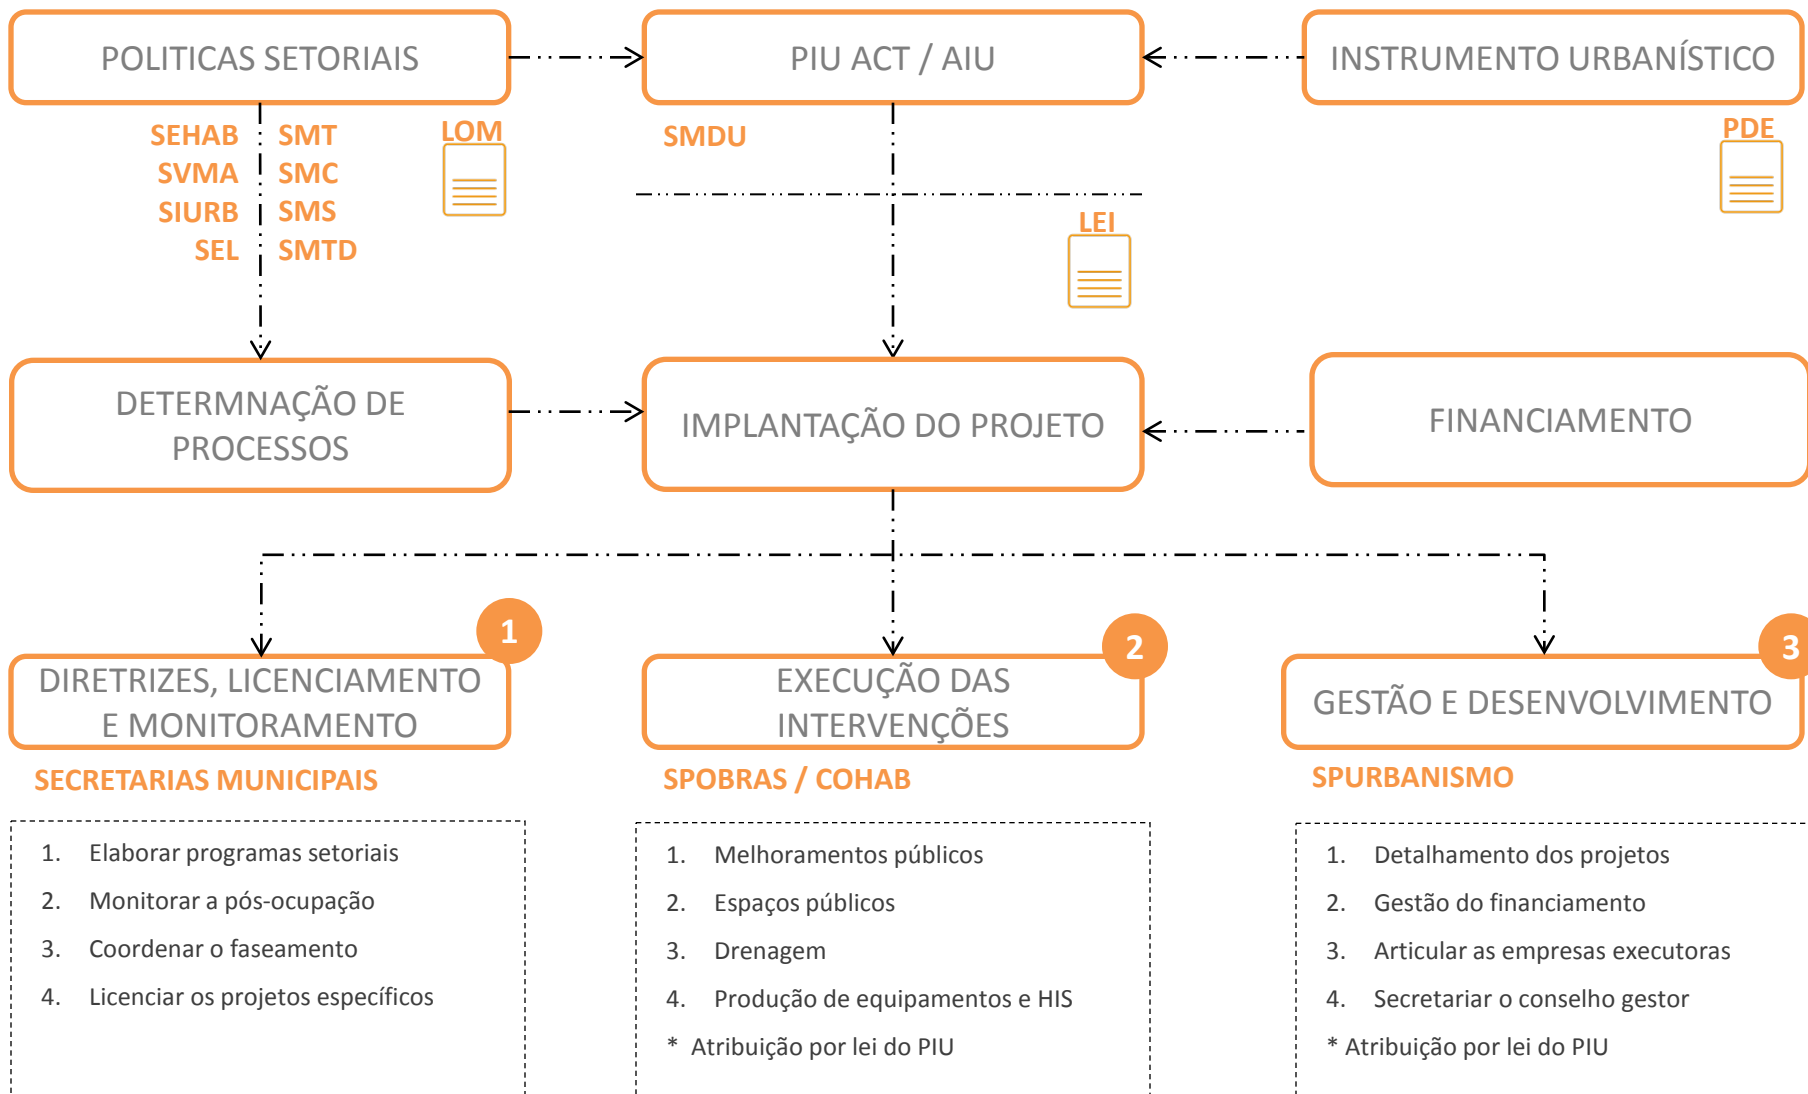 POLITICAS SETORIAIS
PIU ACT / AIU
INSTRUMENTO URBANÍSTICO
SEHAB
SVMA
SIURB
SEL
SMT
SMC
SMS
SMTD
LOM
SMDU
LEI
PDE
DETERMNAÇÃO DE
PROCESSOS
IMPLANTAÇÃO DO PROJETO
FINANCIAMENTO
1
DIRETRIZES, LICENCIAMENTO
E MONITORAMENTO
2
EXECUÇÃO DAS
INTERVENÇÕES
3
GESTÃO E DESENVOLVIMENTO
SECRETARIAS MUNICIPAIS
1. Elaborar programas setoriais
2. Monitorar a pós-ocupação
3. Coordenar o faseamento
4. Licenciar os projetos específicos
SPOBRAS / COHAB
1. Melhoramentos públicos
2. Espaços públicos
3. Drenagem
4. Produção de equipamentos e HIS
* Atribuição por lei do PIU
SPURBANISMO
1. Detalhamento dos projetos
2. Gestão do financiamento
3. Articular as empresas executoras
4. Secretariar o conselho gestor
* Atribuição por lei do PIU